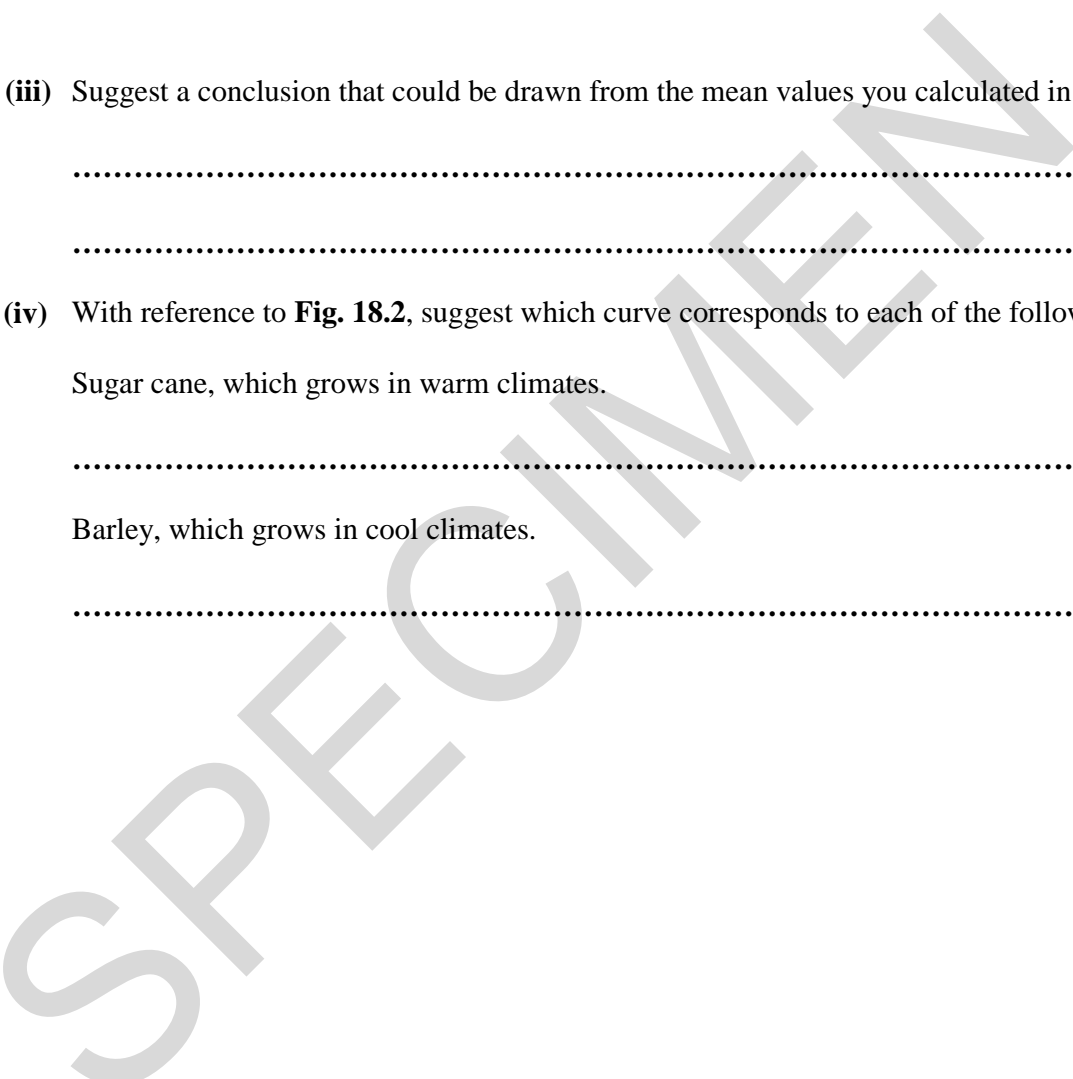 (iii) Suggest a conclusion that could be drawn from the mean values you calculated in
(iv) With reference to Fig. 18.2, suggest which curve corresponds to each of the
Sugar cane, which grows in warm climates.
Barley, which grows in cool climates.
SPECIMEN